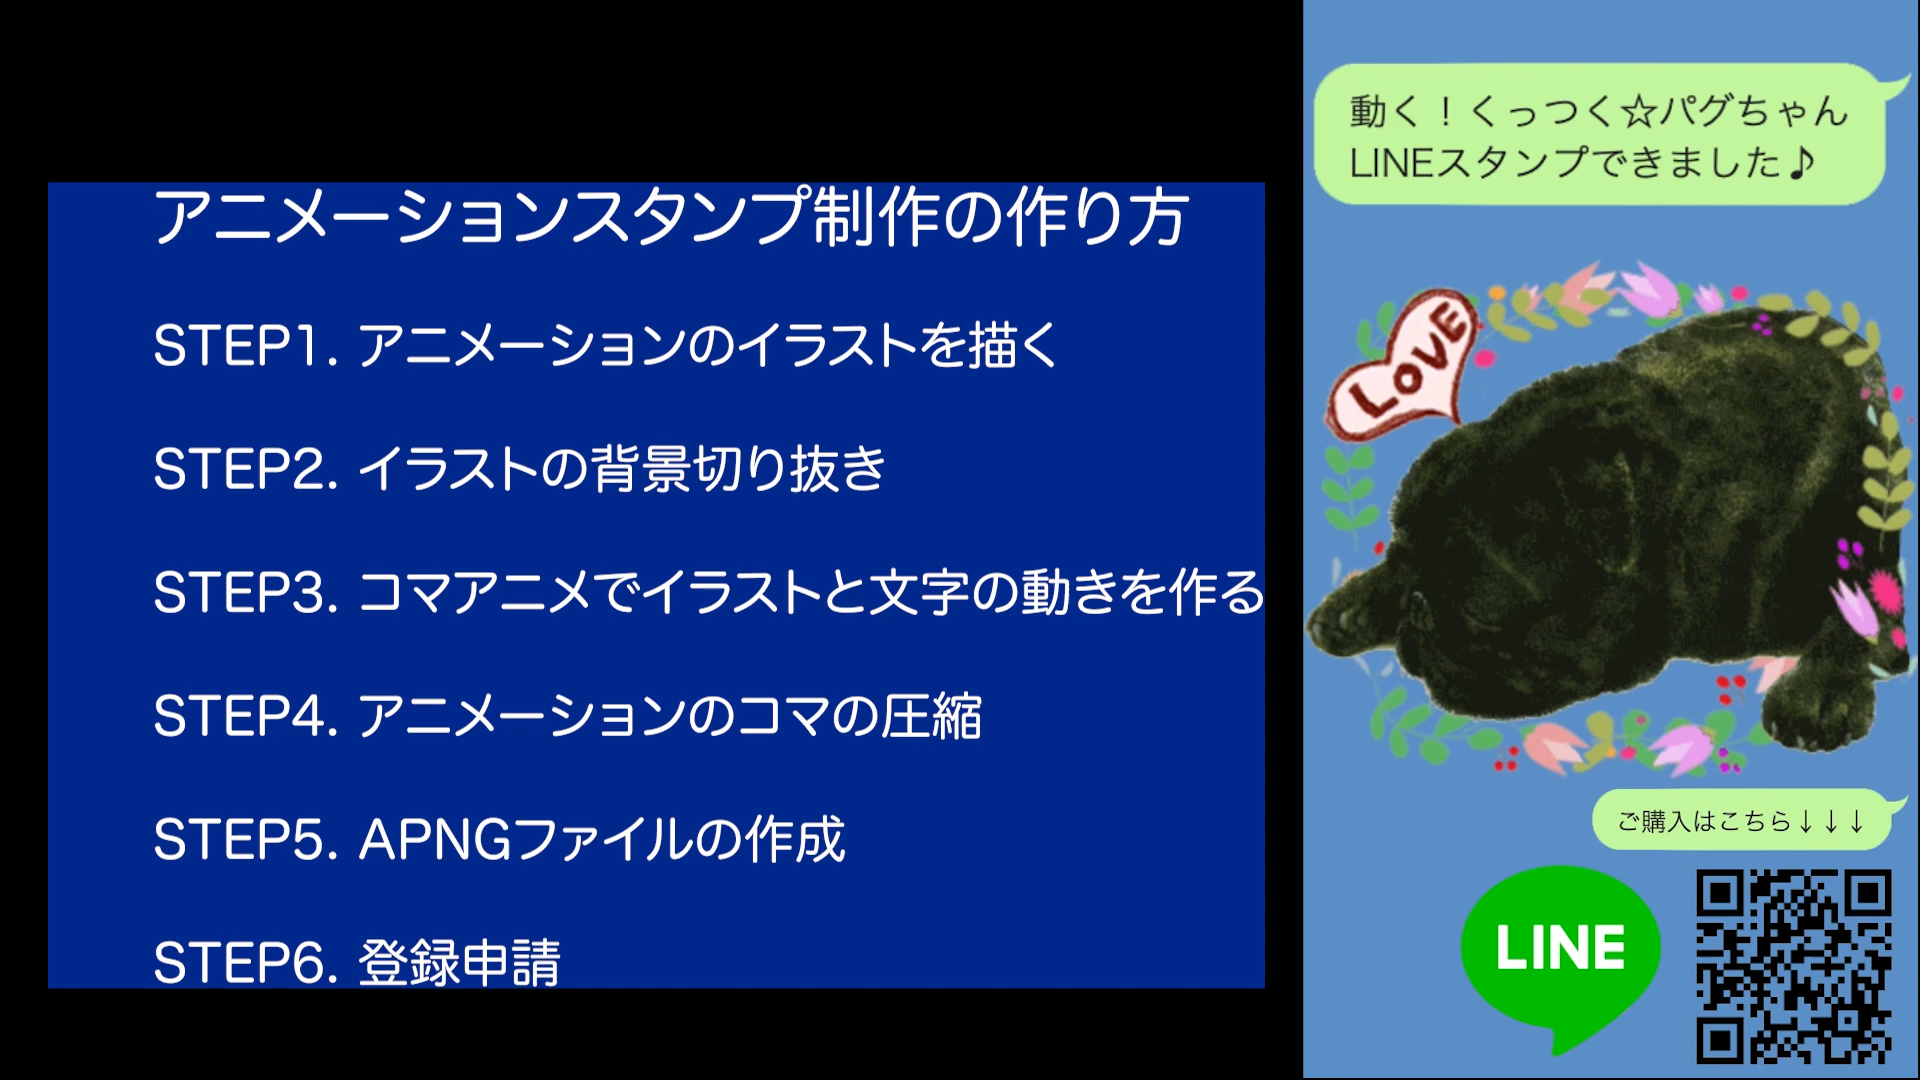 アニメーションスタンプ制作の作り方
STEP1. アニメーションのイラストを描く
STEP2. イラストの背景切り抜き
STEP3. コマアニメでイラストと文字の動きを作る
STEP4. アニメーションのコマの圧縮
STEP5. APNGファイルの作成
STEP6. 登録申請
動く！くっつく☆パグちゃん
LINEスタンプできました♪
LOVE
ご購入はこちら↓↓↓
LINE